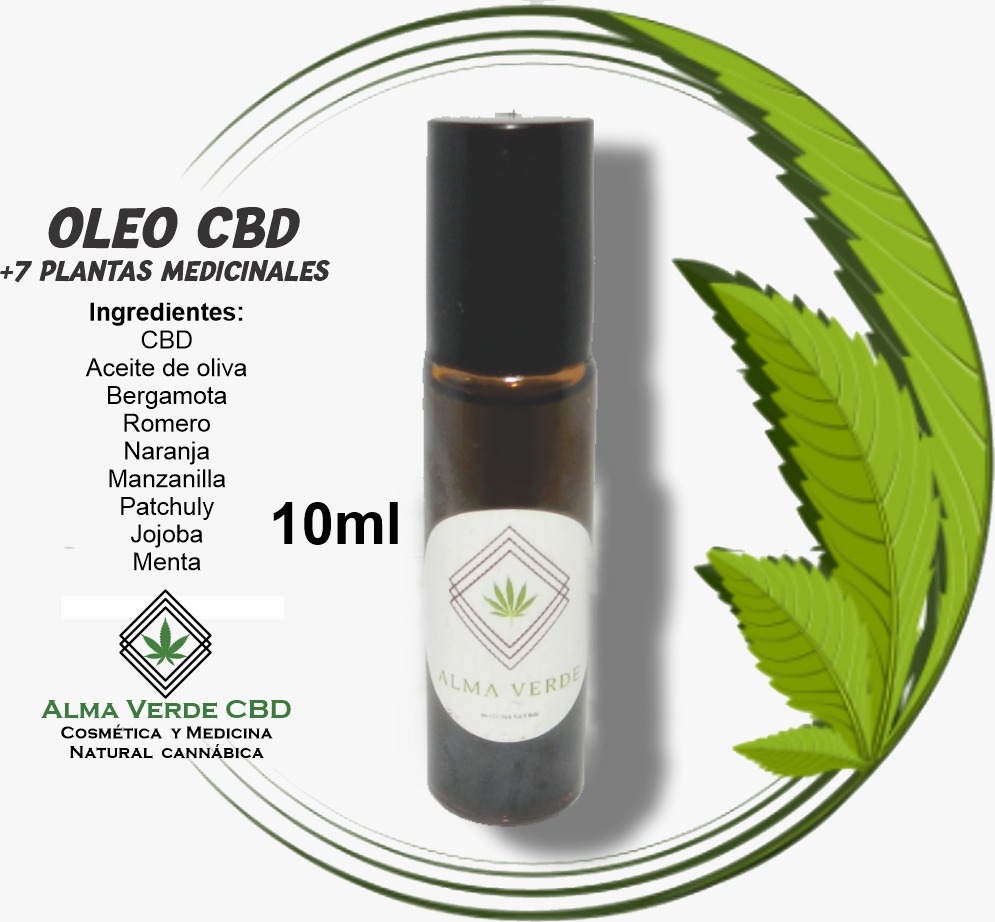 OLEO CBD
+7 PLANTAS MEDICINALES
Ingredientes:
CBD
Aceite de oliva
Bergamota
Romero
Naranja
Manzanilla
Patchuly
Jojoba
Menta
10ml
ALMA VERDE CBD
COSMÉTICA Y MEDICINA
NATURAL CANNÁBICA
ALMA VERDE